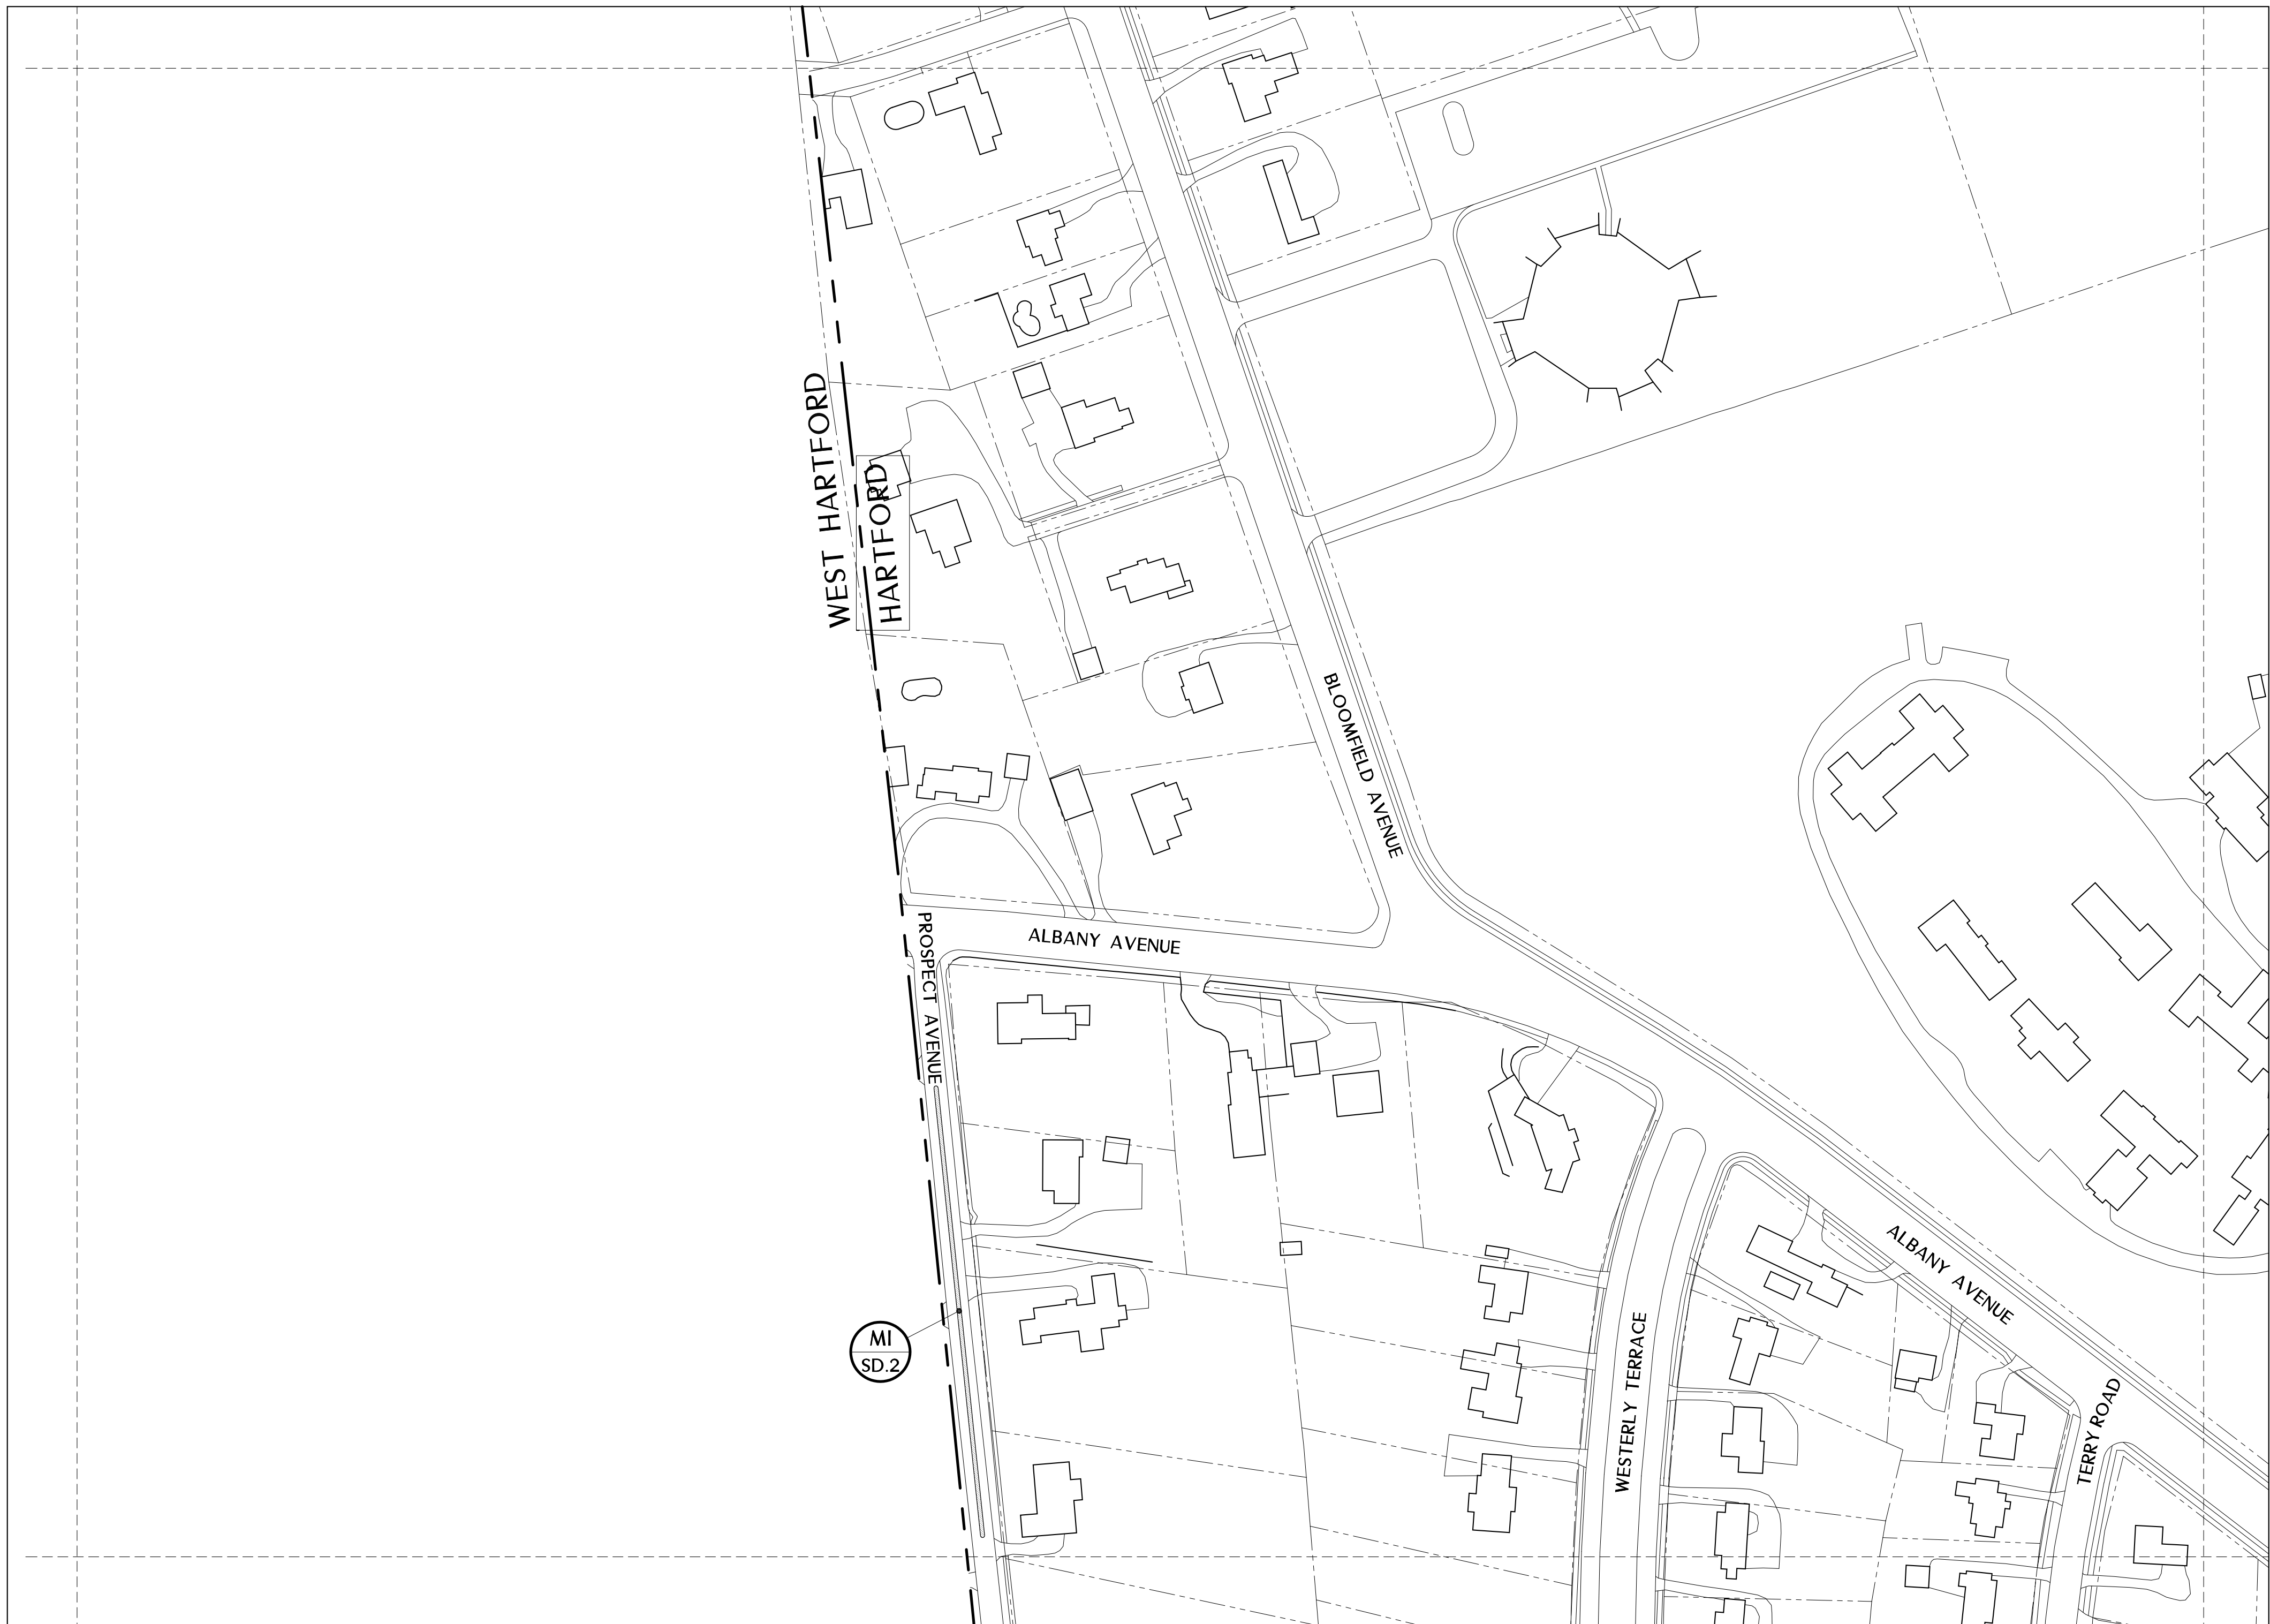 WEST HARTFORD
HARTFORD
BLOOMFIELD AVENUE
ALBANY AVENUE
PROSPECT AVENUE
MI
SD.2
ALBANY AVENUE
WESTERLY TERRACE
TERRY ROAD